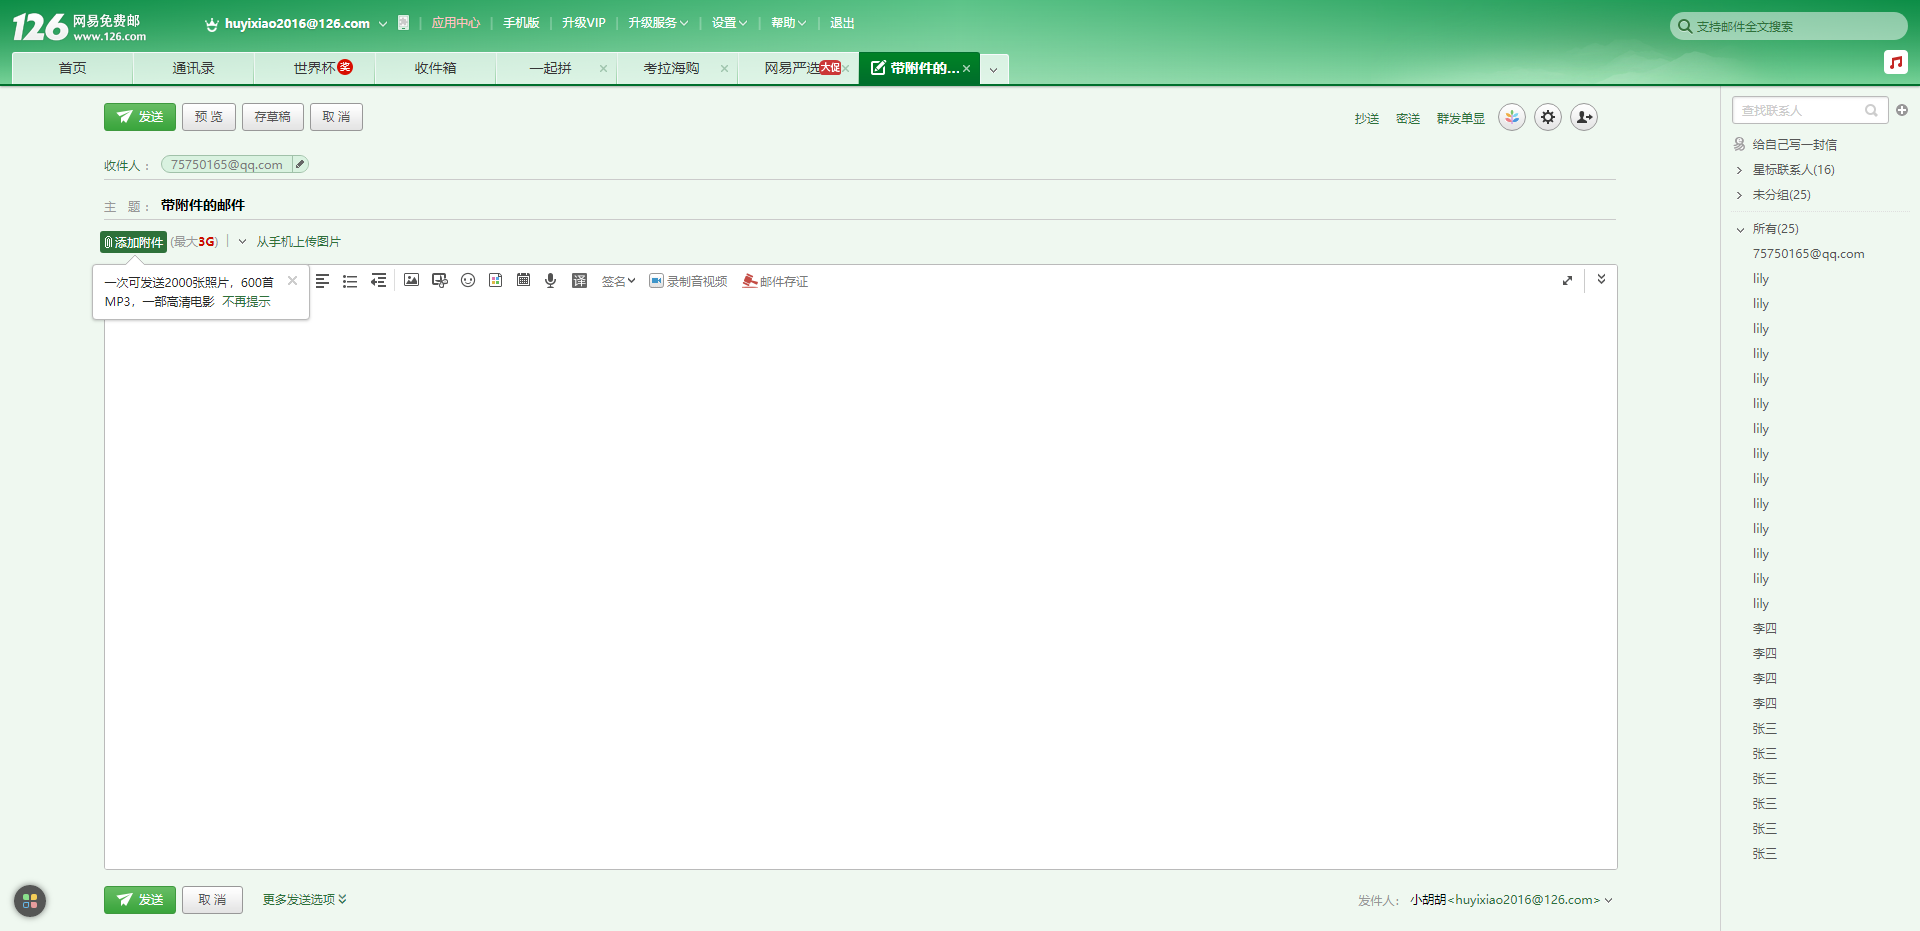 126 网易免费邮
www.126.com
huyixiao2016@126.com
应用中心 | 手机版 | 升级VIP | 升级服务 | 设置 | 帮助 | 退出
支持邮件全文搜索
首页 通讯录 世界杯 奖 收件箱 一起拼 × 考拉海购 × 网易严选 大促 × 带附件的... ×
发送 预 览 存草稿 取 消
抄送 密送 群发单显
收件人： 75750165@qq.com
主 题： 带附件的邮件
添加附件 (最大3G) | 从手机上传图片
一次可发送2000张照片，600首
MP3，一部高清电影 不再提示
译 签名 录制音视频 邮件存证
发送 取 消 更多发送选项
发件人： 小胡胡<huyixiao2016@126.com>
查找联系人
给自己写一封信
星标联系人(16)
未分组(25)
所有(25)
75750165@qq.com
lily
lily
lily
lily
lily
lily
lily
lily
lily
lily
lily
lily
lily
lily
李四
李四
李四
李四
张三
张三
张三
张三
张三
张三